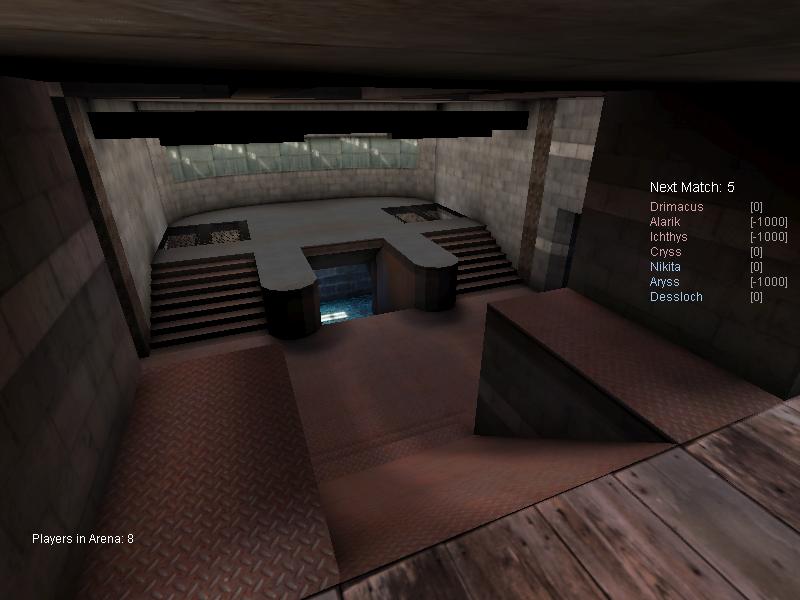 Next Match: 5
Drimacus [0]
Alarik [-1000]
Ichthys [-1000]
Cryss [0]
Nikita [0]
Aryss [-1000]
Dessloch [0]
Players in Arena: 8